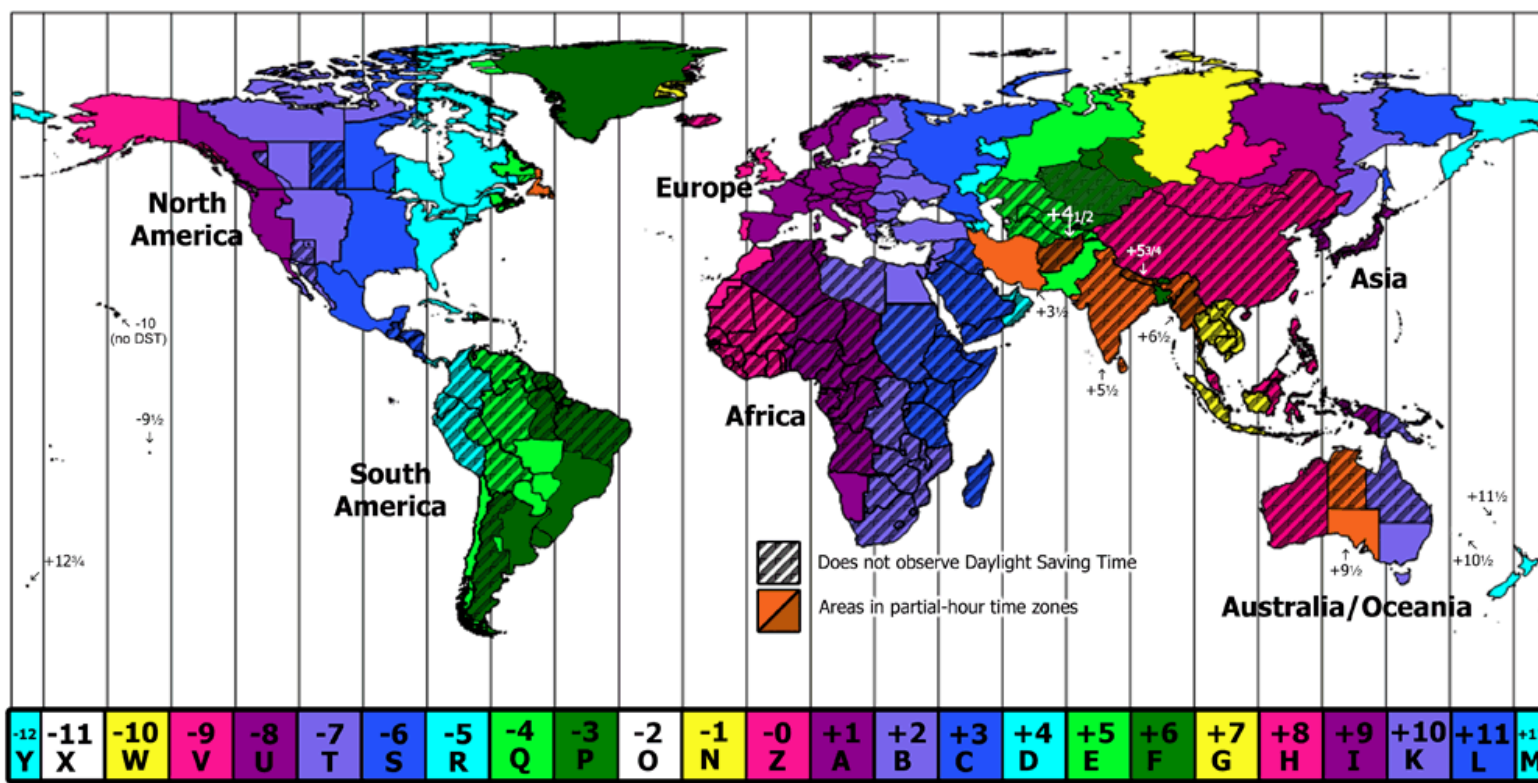 North
America
Europe
Asia
+4 1/2
+5 3/4
+3½
+6½
+5½
-10
(no DST)
-9½
Africa
South
America
+12¾
+11½
+10½
+9½
Does not observe Daylight Saving Time
Areas in partial-hour time zones
Australia/Oceania
-12 -11 -10 -9 -8 -7 -6 -5 -4 -3 -2 -1 -0 +1 +2 +3 +4 +5 +6 +7 +8 +9 +10 +11 +1
Y X W V U T S R Q P O N Z A B C D E F G H I K L M